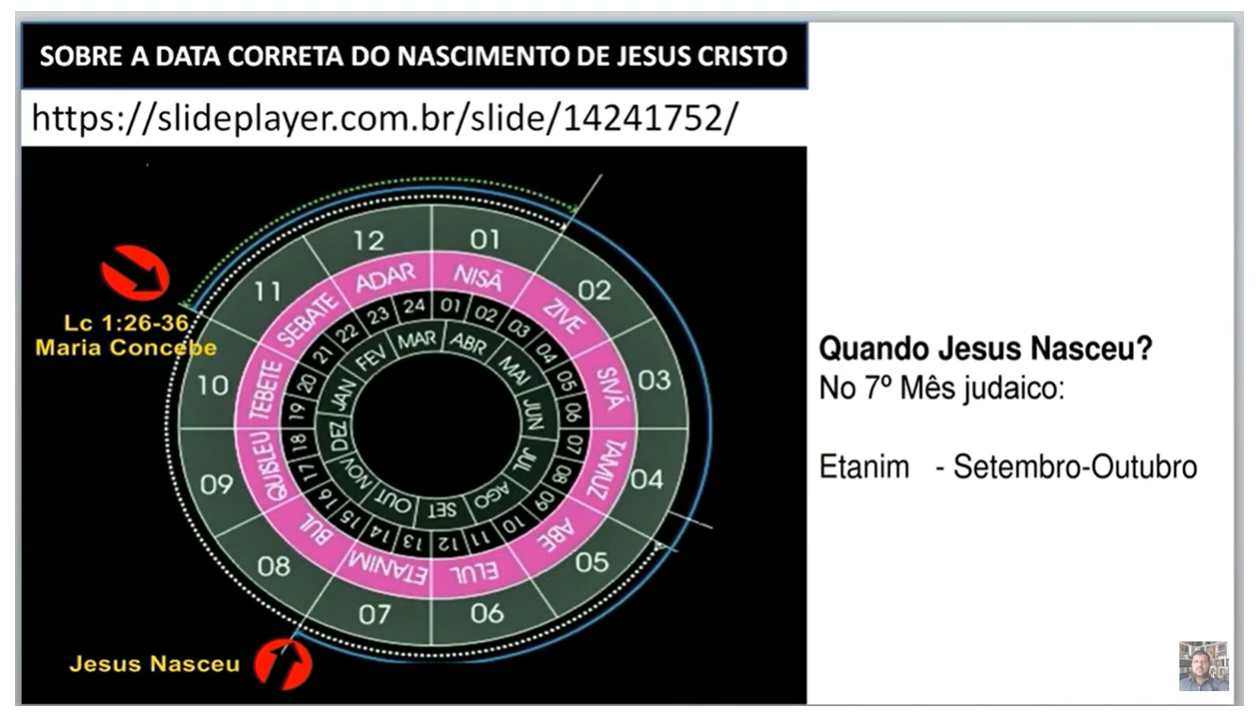 SOBRE A DATA CORRETA DO NASCIMENTO DE JESUS CRISTO
https://slideplayer.com.br/slide/14241752/
Lc 1:26-36
Maria Concebe
Jesus Nasceu
01
02
03
04
05
06
07
08
09
10
11
12
NISÃ
ZIVE
SIVÃ
TAMUZ
ABE
ELUL
ETANIM
BUL
QUISLEU
TEBETE
SEBATE
ADAR
01
02
03
04
05
06
07
08
09
10
11
12
13
14
15
16
17
18
19
20
21
22
23
24
ABR
MAI
JUN
JUL
AGO
SET
OUT
NOV
DEZ
JAN
FEV
MAR
Quando Jesus Nasceu?
No 7º Mês judaico:
Etanim - Setembro-Outubro